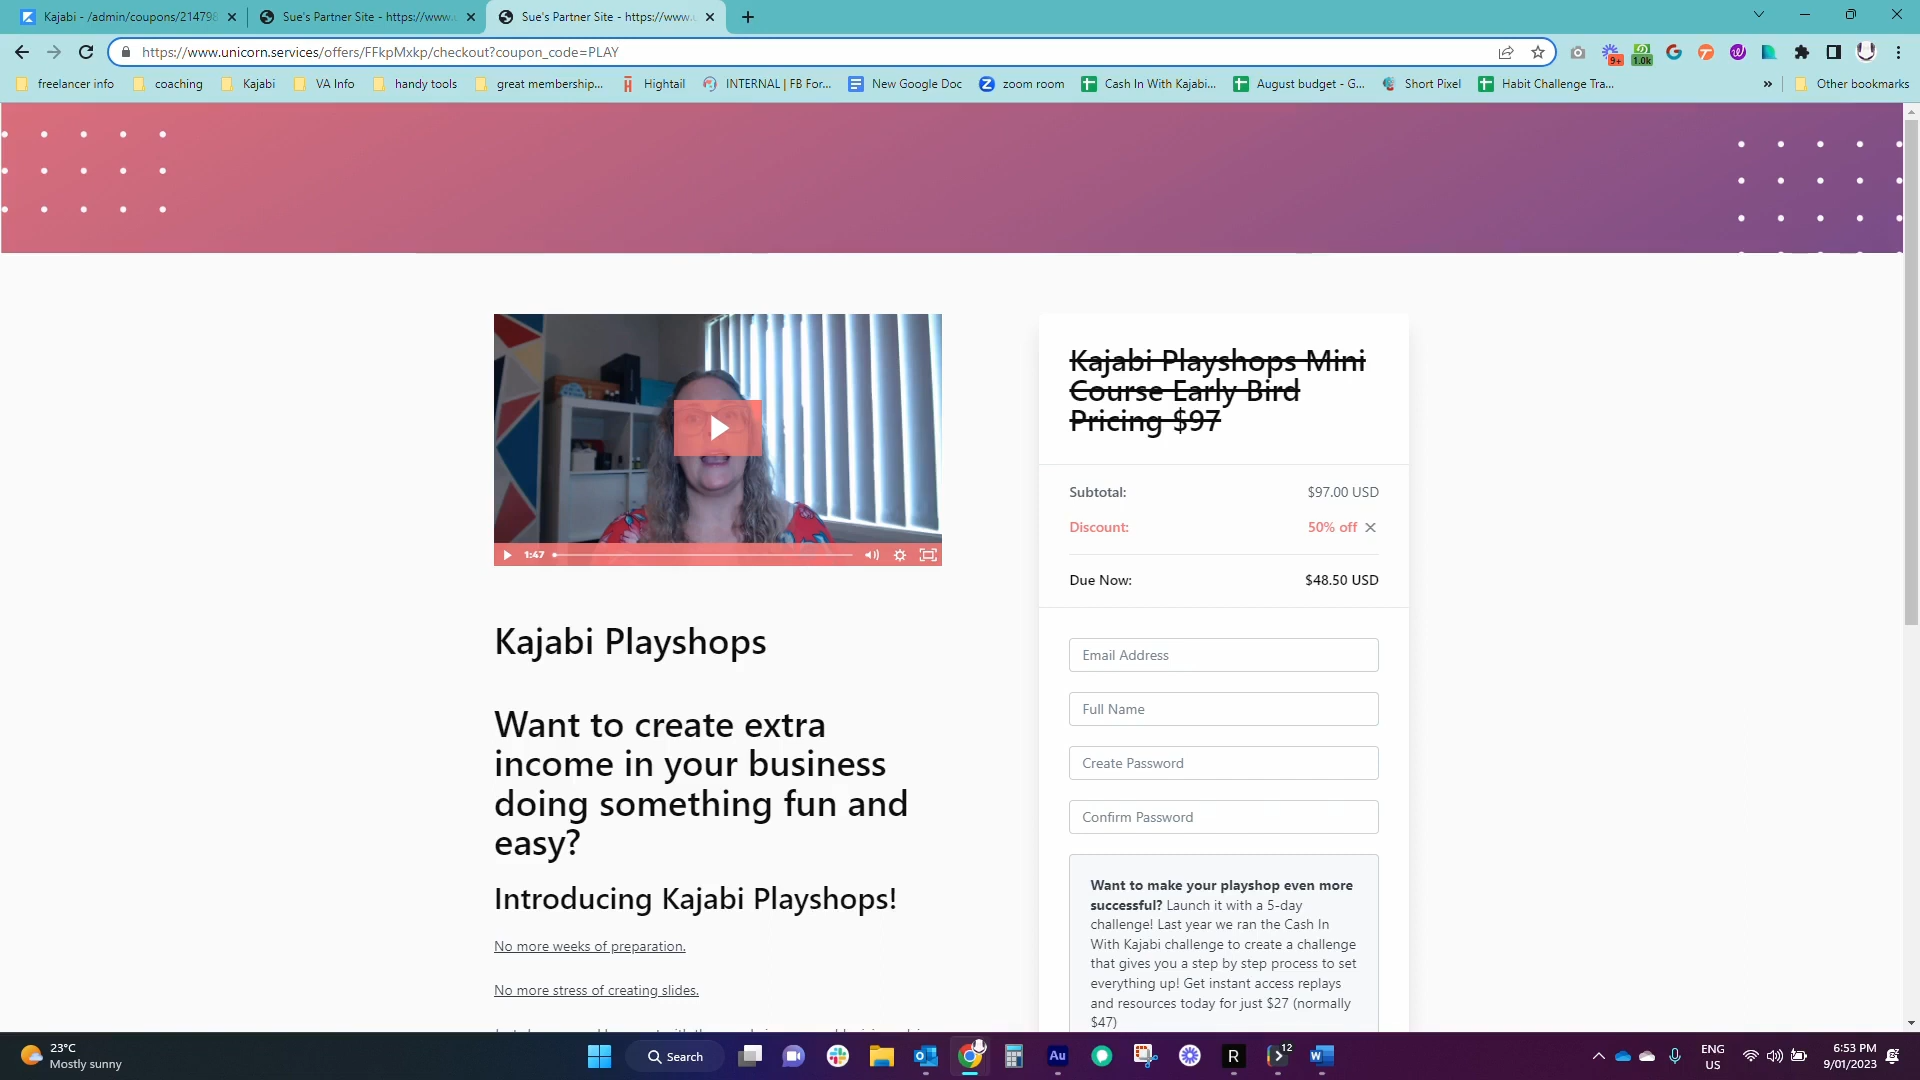 Kajabi - /admin/coupons/214798
Sue's Partner Site - https://www.
Sue's Partner Site - https://www.
https://www.unicorn.services/offers/FFkpMxkp/checkout?coupon_code=PLAY
9+
1.0k
freelancer info
coaching
Kajabi
VA Info
handy tools
great membership...
Hightail
INTERNAL | FB For...
New Google Doc
zoom room
Cash In With Kajabi...
August budget - G...
Short Pixel
Habit Challenge Tra...
»
Other bookmarks
1:47
Kajabi Playshops
Want to create extra
income in your business
doing something fun and
easy?
Introducing Kajabi Playshops!
No more weeks of preparation.
No more stress of creating slides.
Kajabi Playshops Mini
Course Early Bird
Pricing $97
Subtotal: $97.00 USD
Discount: 50% off
Due Now: $48.50 USD
Email Address
Full Name
Create Password
Confirm Password
Want to make your playshop even more
successful? Launch it with a 5-day
challenge! Last year we ran the Cash In
With Kajabi challenge to create a challenge
that gives you a step by step process to set
everything up! Get instant access replays
and resources today for just $27 (normally
$47)
23°C
Mostly sunny
Search
Au
R
12
ENG
US
6:53 PM
9/01/2023